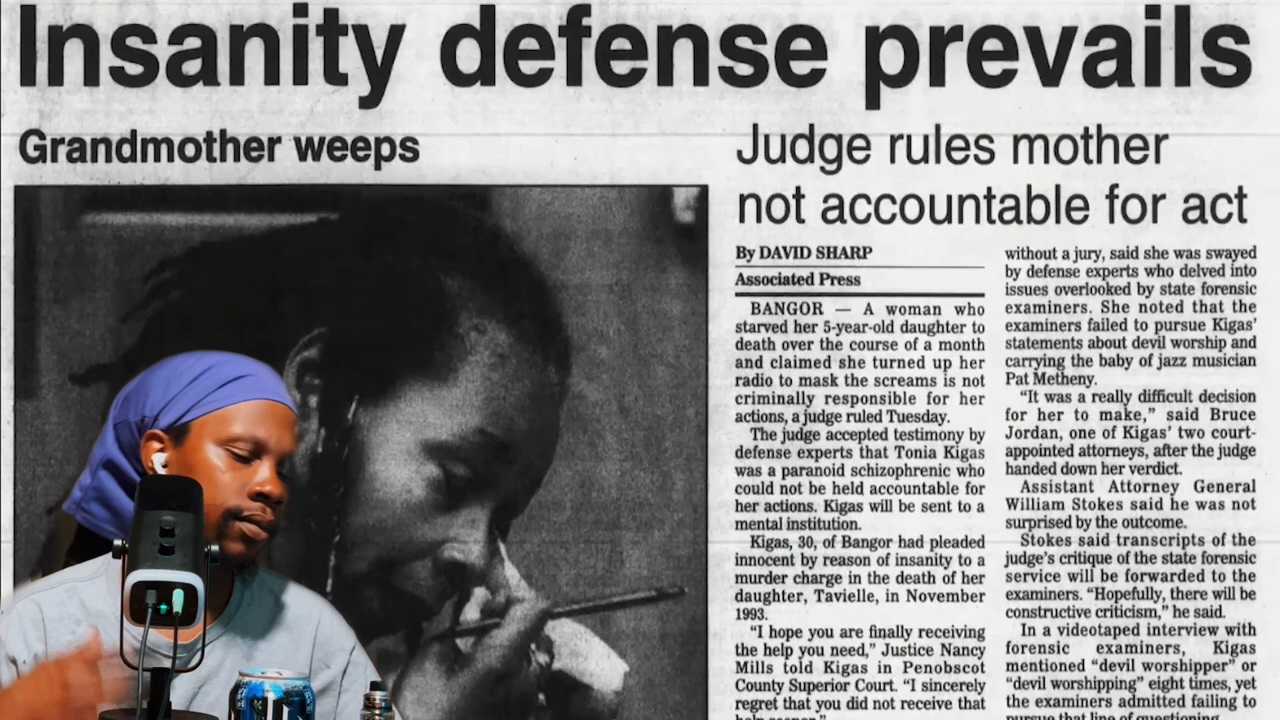 Insanity defense prevails
Grandmother weeps
Judge rules mother
not accountable for act
By DAVID SHARP
Associated Press
BANGOR — A woman who
starved her 5-year-old daughter to
death over the course of a month
and claimed she turned up her
radio to mask the screams is not
criminally responsible for her
actions, a judge ruled Tuesday.
The judge accepted testimony by
defense experts that Tonia Kigas
was a paranoid schizophrenic who
could not be held accountable for
her actions. Kigas will be sent to a
mental institution.
Kigas, 30, of Bangor had pleaded
innocent by reason of insanity to a
murder charge in the death of her
daughter, Tavielle, in November
1993.
“I hope you are finally receiving
the help you need,” Justice Nancy
Mills told Kigas in Penobscot
County Superior Court. “I sincerely
regret that you did not receive that
help sooner.”
without a jury, said she was swayed
by defense experts who delved into
issues overlooked by state forensic
examiners. She noted that the
examiners failed to pursue Kigas’
statements about devil worship and
carrying the baby of jazz musician
Pat Metheny.
“It was a really difficult decision
for her to make,” said Bruce
Jordan, one of Kigas’ two court-
appointed attorneys, after the judge
handed down her verdict.
Assistant Attorney General
William Stokes said he was not
surprised by the outcome.
Stokes said transcripts of the
judge’s critique of the state forensic
service will be forwarded to the
examiners. “Hopefully, there will be
constructive criticism,” he said.
In a videotaped interview with
forensic examiners, Kigas
mentioned “devil worshipper” or
“devil worshipping” eight times, yet
the examiners admitted failing to
pursue that line of questioning.